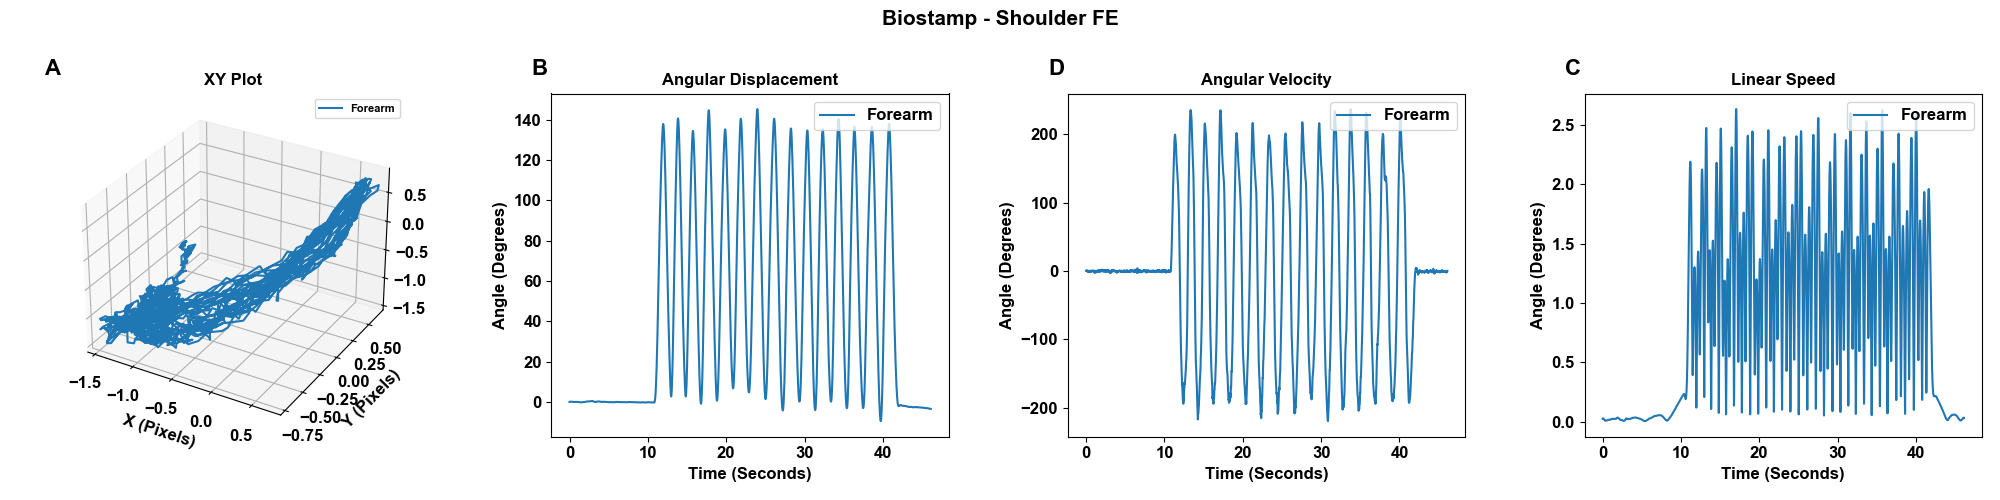 Biostamp - Shoulder FE
A
XY Plot
Forearm
0.5
0.0
−0.5
−1.0
−1.5
0.50
0.25
0.00
−0.25
−0.50
−0.75
Y (Pixels)
−1.5
−1.0
−0.5
0.0
0.5
X (Pixels)
B
Angular Displacement
Forearm
140
120
100
80
60
40
20
0
Angle (Degrees)
0 10 20 30 40
Time (Seconds)
D
Angular Velocity
Forearm
200
100
0
−100
−200
Angle (Degrees)
0 10 20 30 40
Time (Seconds)
C
Linear Speed
Forearm
2.5
2.0
1.5
1.0
0.5
0.0
Angle (Degrees)
0 10 20 30 40
Time (Seconds)